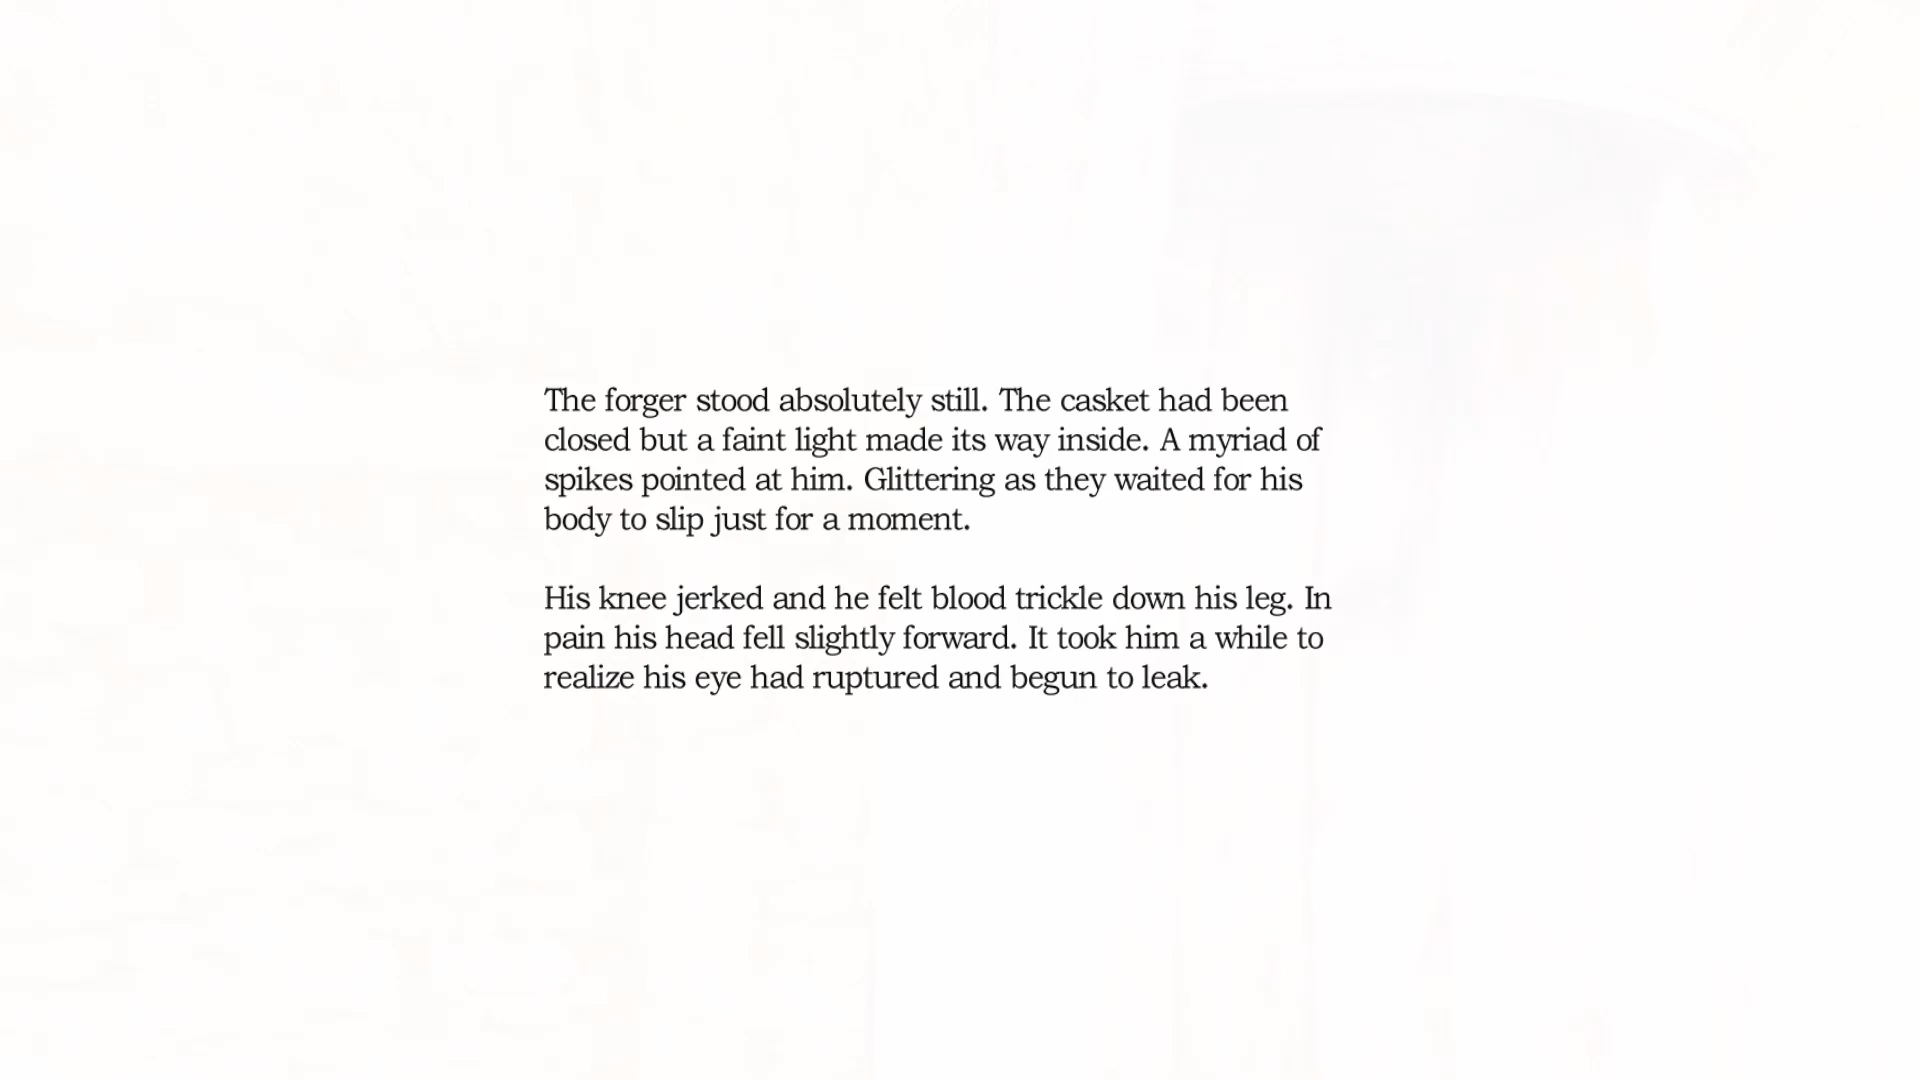 The forger stood absolutely still. The casket had been
closed but a faint light made its way inside. A myriad of
spikes pointed at him. Glittering as they waited for his
body to slip just for a moment.
His knee jerked and he felt blood trickle down his leg. In
pain his head fell slightly forward. It took him a while to
realize his eye had ruptured and begun to leak.